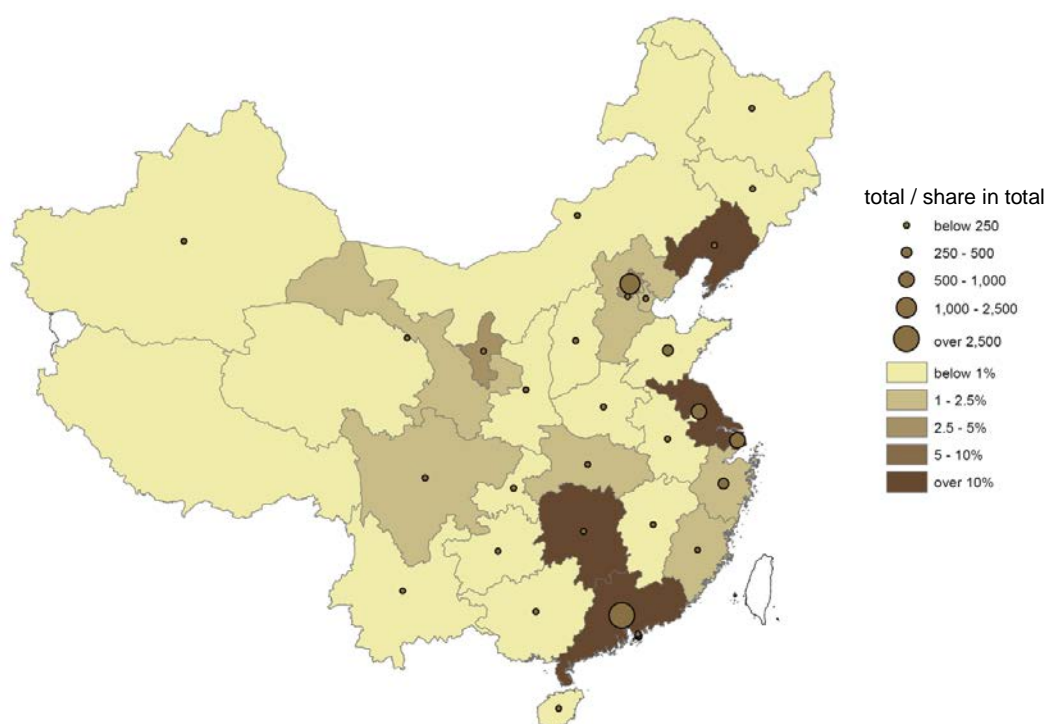 total / share in total
below 250
250 - 500
500 - 1,000
1,000 - 2,500
over 2,500
below 1%
1 - 2.5%
2.5 - 5%
5 - 10%
over 10%